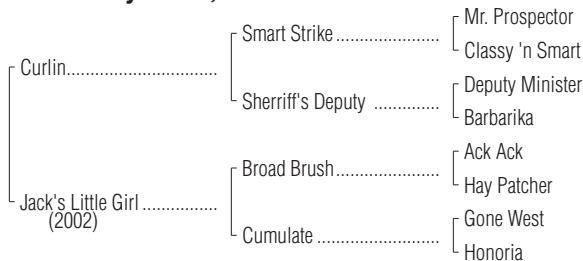 Mr. Prospector
Smart Strike
Classy 'n Smart
Curlin
Deputy Minister
Sherriff's Deputy
Barbarika
Ack Ack
Broad Brush
Hay Patcher
Jack's Little Girl
(2002)
Gone West
Cumulate
Honoria